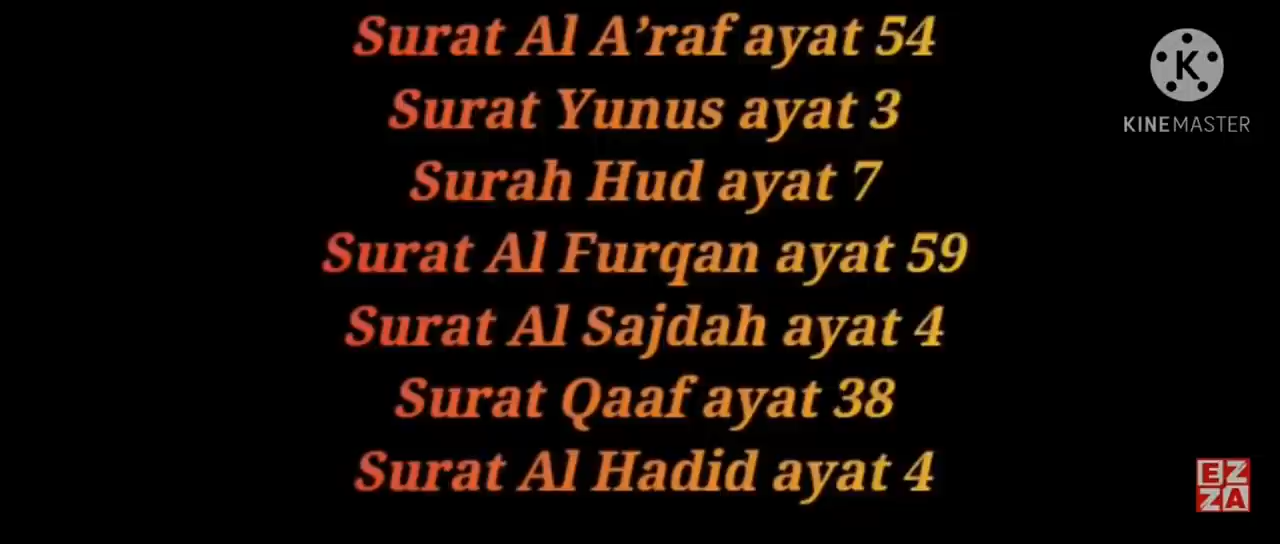 Surat Al A’raf ayat 54
Surat Yunus ayat 3
Surah Hud ayat 7
Surat Al Furqan ayat 59
Surat Al Sajdah ayat 4
Surat Qaaf ayat 38
Surat Al Hadid ayat 4
K
KINEMASTER
EZ
ZA